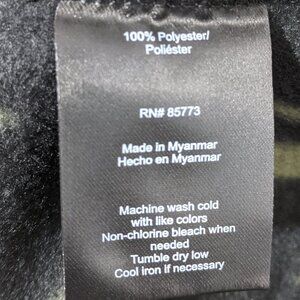 100% Polyester/
Poliéster
RN# 85773
Made in Myanmar
Hecho en Myanmar
Machine wash cold
with like colors
Non-chlorine bleach when
needed
Tumble dry low
Cool iron if necessary